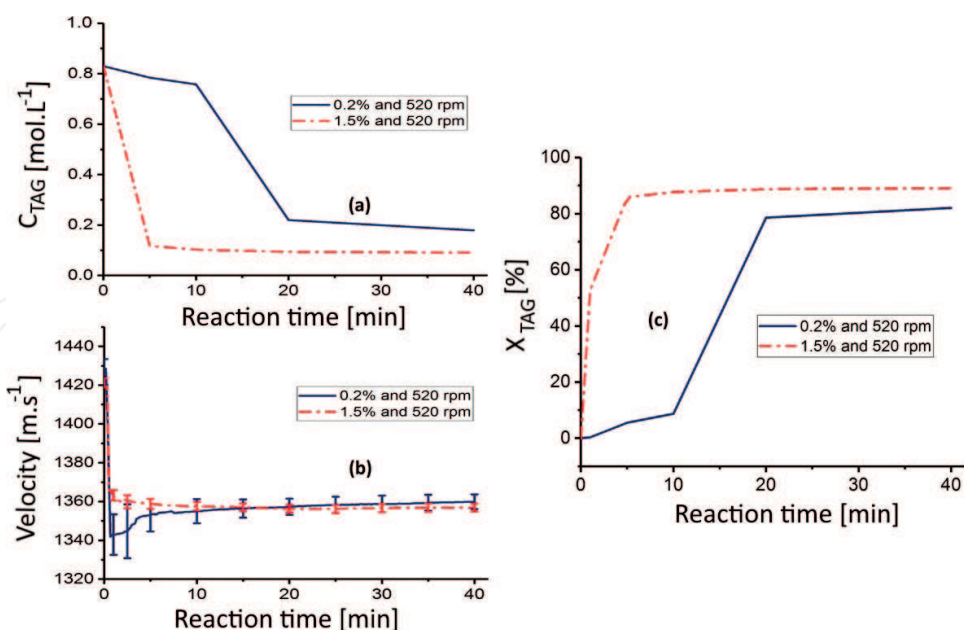 C_TAG [mol.L⁻¹]
1.0
0.8
0.6
0.4
0.2
0.0
0.2% and 520 rpm
1.5% and 520 rpm
(a)
0 10 20 30 40
Reaction time [min]
Velocity [m.s⁻¹]
1440
1420
1400
1380
1360
1340
1320
0.2% and 520 rpm
1.5% and 520 rpm
(b)
0 10 20 30 40
Reaction time [min]
X_TAG [%]
100
80
60
40
20
0
(c)
0.2% and 520 rpm
1.5% and 520 rpm
0 10 20 30 40
Reaction time [min]